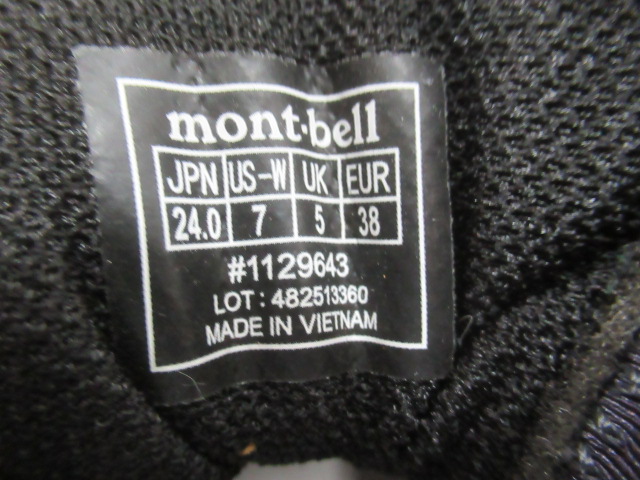 mont·bell
JPN US-W UK EUR
24.0 7 5 38
#1129643
LOT : 482513360
MADE IN VIETNAM